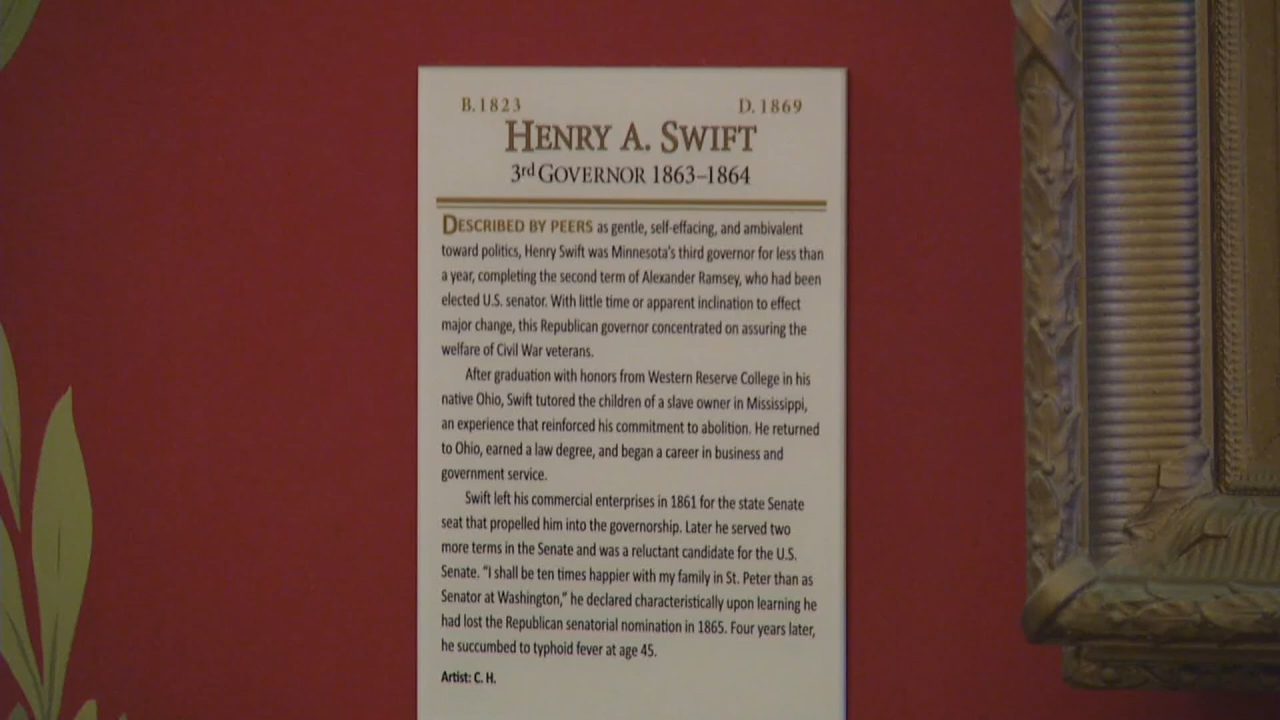 B. 1823 D. 1869
HENRY A. SWIFT
3rd GOVERNOR 1863–1864
DESCRIBED BY PEERS as gentle, self-effacing, and ambivalent
toward politics, Henry Swift was Minnesota's third governor for less than
a year, completing the second term of Alexander Ramsey, who had been
elected U.S. senator. With little time or apparent inclination to effect
major change, this Republican governor concentrated on assuring the
welfare of Civil War veterans.
After graduation with honors from Western Reserve College in his
native Ohio, Swift tutored the children of a slave owner in Mississippi,
an experience that reinforced his commitment to abolition. He returned
to Ohio, earned a law degree, and began a career in business and
government service.
Swift left his commercial enterprises in 1861 for the state Senate
seat that propelled him into the governorship. Later he served two
more terms in the Senate and was a reluctant candidate for the U.S.
Senate. "I shall be ten times happier with my family in St. Peter than as
Senator at Washington," he declared characteristically upon learning he
had lost the Republican senatorial nomination in 1865. Four years later,
he succumbed to typhoid fever at age 45.
Artist: C. H.